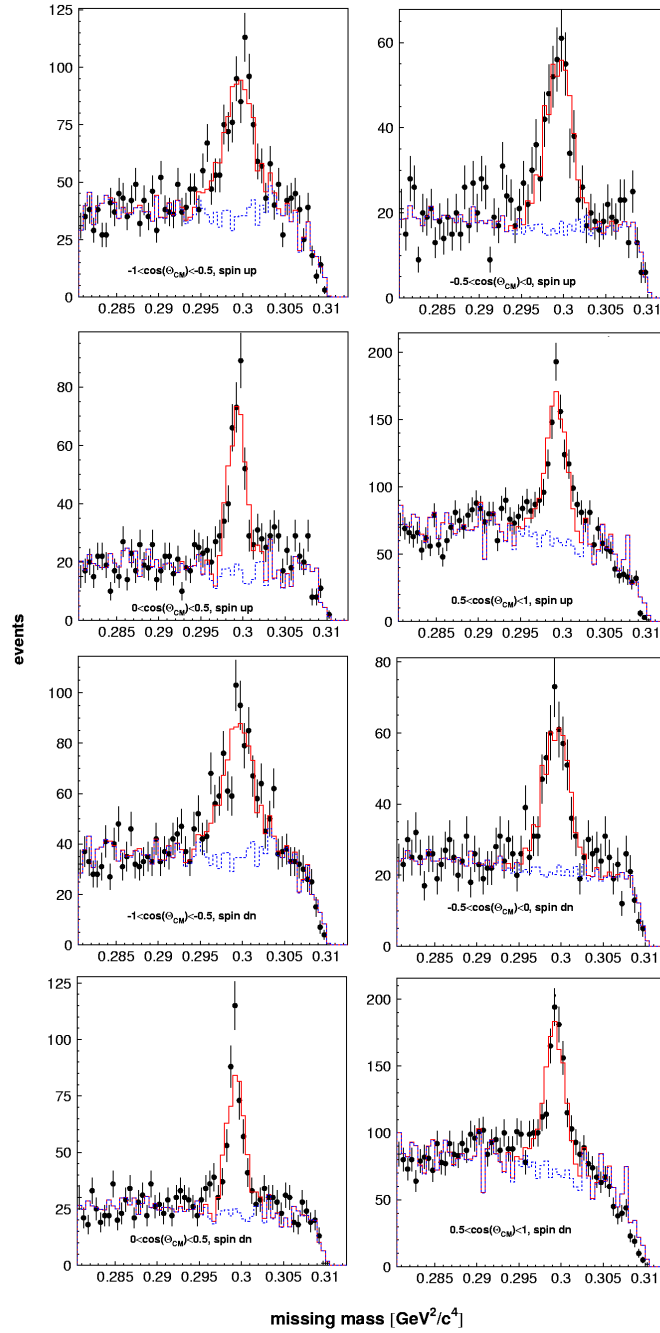 125
100
75
50
25
0
0.285 0.29 0.295 0.3 0.305 0.31
-1<cos(Θ_CM)<-0.5, spin up
60
40
20
0
0.285 0.29 0.295 0.3 0.305 0.31
-0.5<cos(Θ_CM)<0, spin up
80
60
40
20
0
0.285 0.29 0.295 0.3 0.305 0.31
0<cos(Θ_CM)<0.5, spin up
200
150
100
50
0
0.285 0.29 0.295 0.3 0.305 0.31
0.5<cos(Θ_CM)<1, spin up
events
100
80
60
40
20
0
0.285 0.29 0.295 0.3 0.305 0.31
-1<cos(Θ_CM)<-0.5, spin dn
80
60
40
20
0
0.285 0.29 0.295 0.3 0.305 0.31
-0.5<cos(Θ_CM)<0, spin dn
125
100
75
50
25
0
0.285 0.29 0.295 0.3 0.305 0.31
0<cos(Θ_CM)<0.5, spin dn
200
150
100
50
0
0.285 0.29 0.295 0.3 0.305 0.31
0.5<cos(Θ_CM)<1, spin dn
missing mass [GeV²/c⁴]